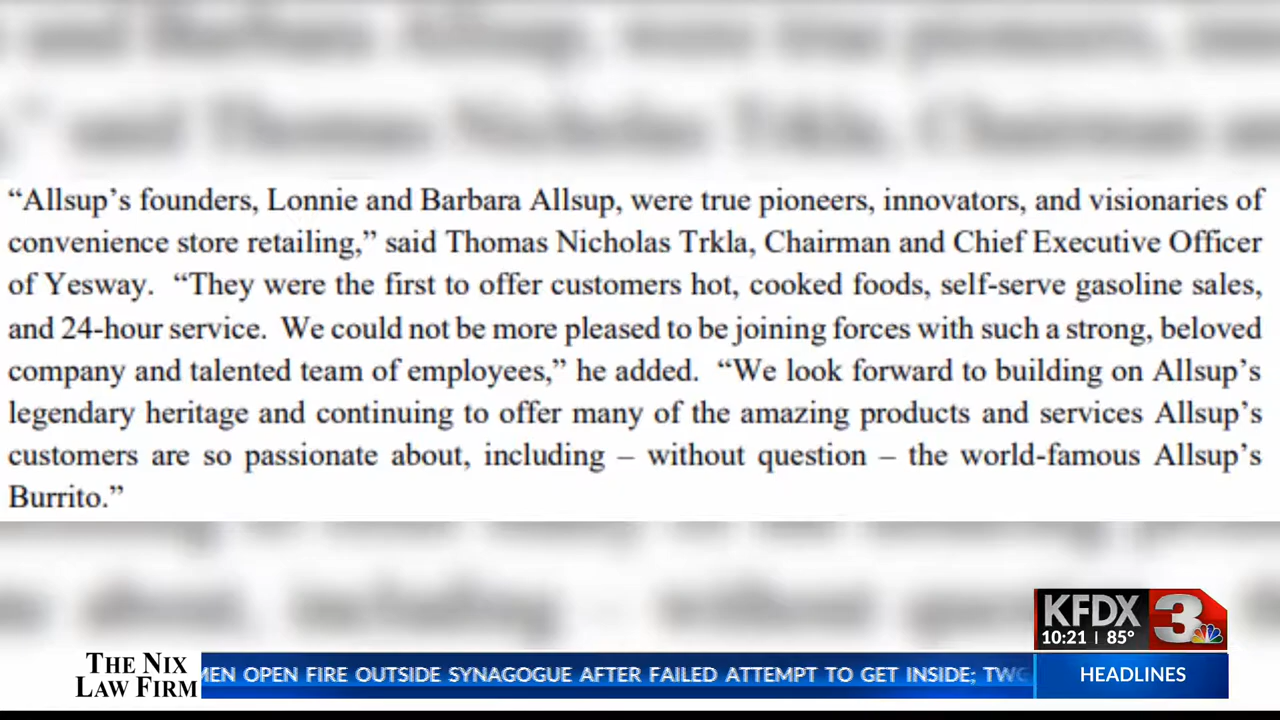 “Allsup’s founders, Lonnie and Barbara Allsup, were true pioneers, innovators, and visionaries of
convenience store retailing,” said Thomas Nicholas Trkla, Chairman and Chief Executive Officer
of Yesway. “They were the first to offer customers hot, cooked foods, self-serve gasoline sales,
and 24-hour service. We could not be more pleased to be joining forces with such a strong, beloved
company and talented team of employees,” he added. “We look forward to building on Allsup’s
legendary heritage and continuing to offer many of the amazing products and services Allsup’s
customers are so passionate about, including – without question – the world-famous Allsup’s
Burrito.”
KFDX 3
10:21 | 85°
THE NIX
LAW FIRM
MEN OPEN FIRE OUTSIDE SYNAGOGUE AFTER FAILED ATTEMPT TO GET INSIDE; TWO
HEADLINES